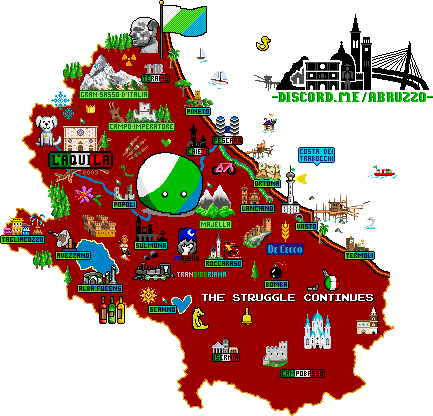 18
TERAMO
GRAN·SASSO·D'ITALIA
-DISCORD.ME/ABRUZZO-
PINETO
CAMPO·IMPERATORE
PESCARA
CHIETI
L'AQUILA
2009
COSTA DEI
TRABOCCHI
ORTONA
POPOLI
LANCIANO
MAJELLA
VASTO
TAGLIACOZZO
SULMONA
DE CECCO
AVEZZANO
ROCCARASO
TERMOLI
TRANSIBERIANA
ALBA FUCENS
BOMBA
THE STRUGGLE CONTINUES
SCANNO
ISERNIA
CAMPOBASSO